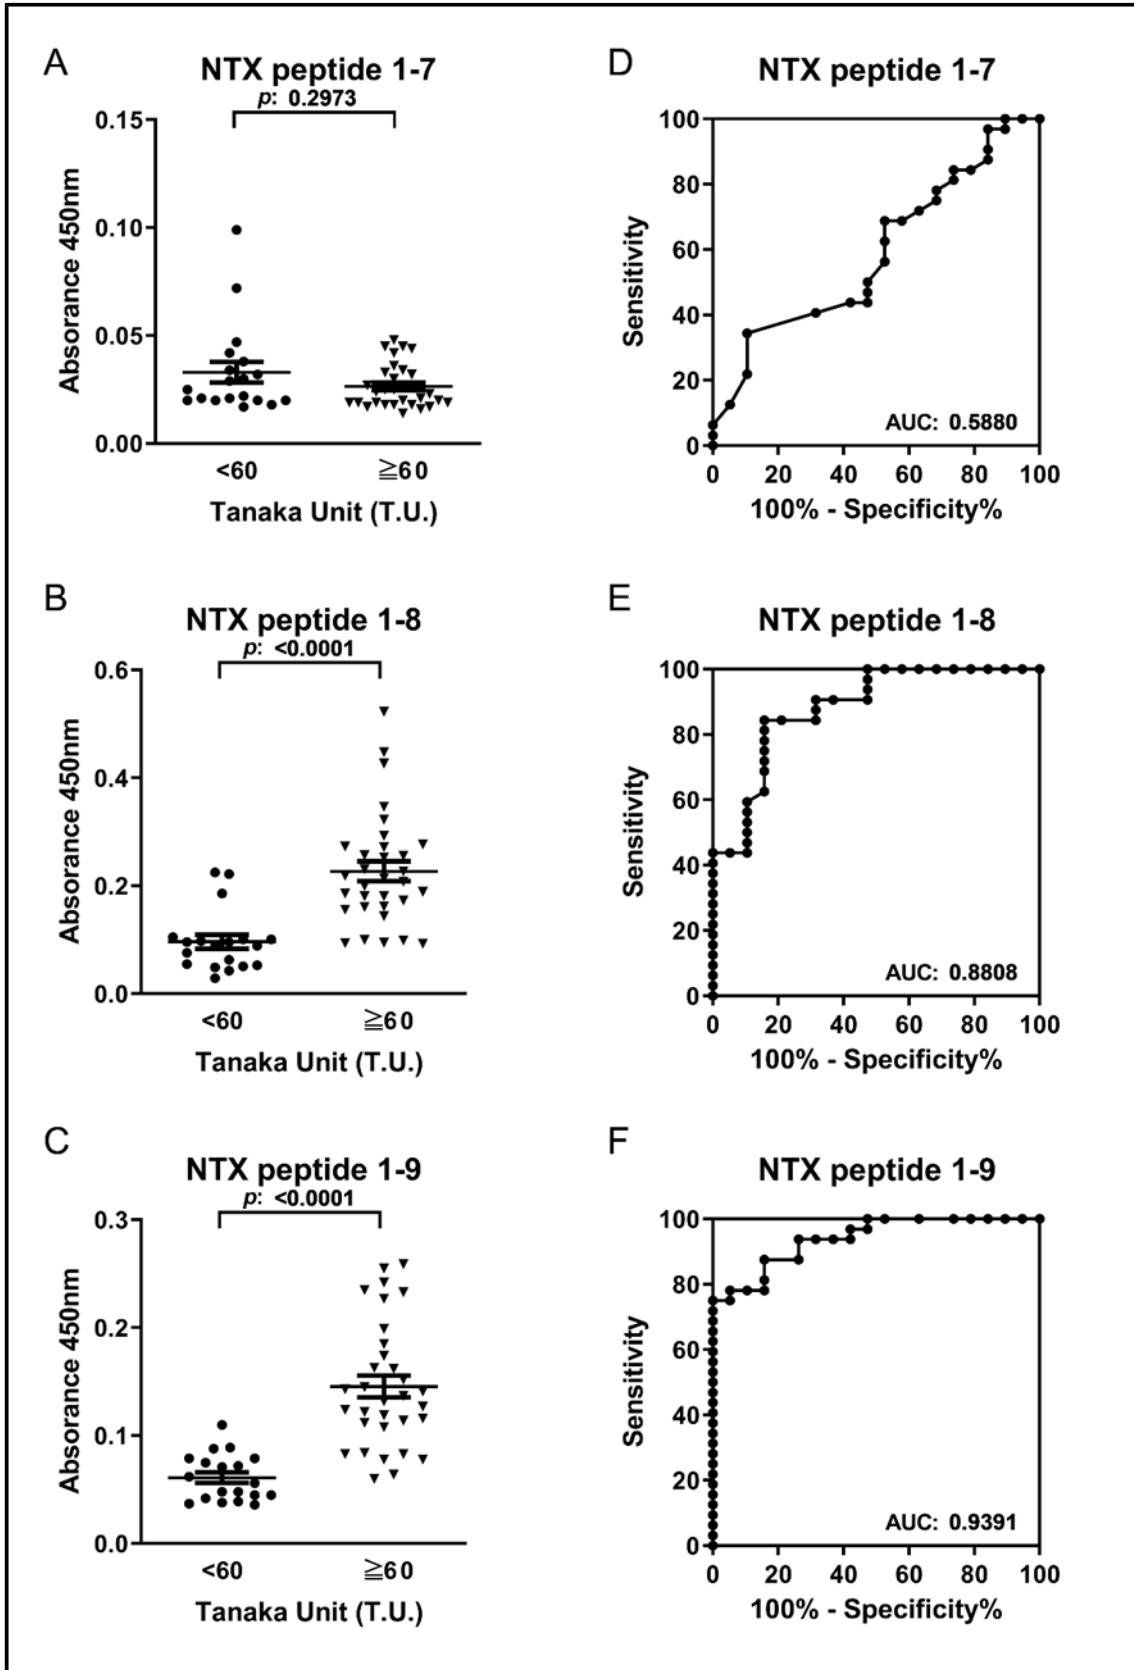 A
NTX peptide 1-7
p: 0.2973
0.15
0.10
0.05
0.00
Absorance 450nm
<60
≧60
Tanaka Unit (T.U.)
D
NTX peptide 1-7
100
80
60
40
20
0
Sensitivity
AUC: 0.5880
0
20
40
60
80
100
100% - Specificity%
B
NTX peptide 1-8
p: <0.0001
0.6
0.4
0.2
0.0
Absorance 450nm
<60
≧60
Tanaka Unit (T.U.)
E
NTX peptide 1-8
100
80
60
40
20
0
Sensitivity
AUC: 0.8808
0
20
40
60
80
100
100% - Specificity%
C
NTX peptide 1-9
p: <0.0001
0.3
0.2
0.1
0.0
Absorance 450nm
<60
≧60
Tanaka Unit (T.U.)
F
NTX peptide 1-9
100
80
60
40
20
0
Sensitivity
AUC: 0.9391
0
20
40
60
80
100
100% - Specificity%